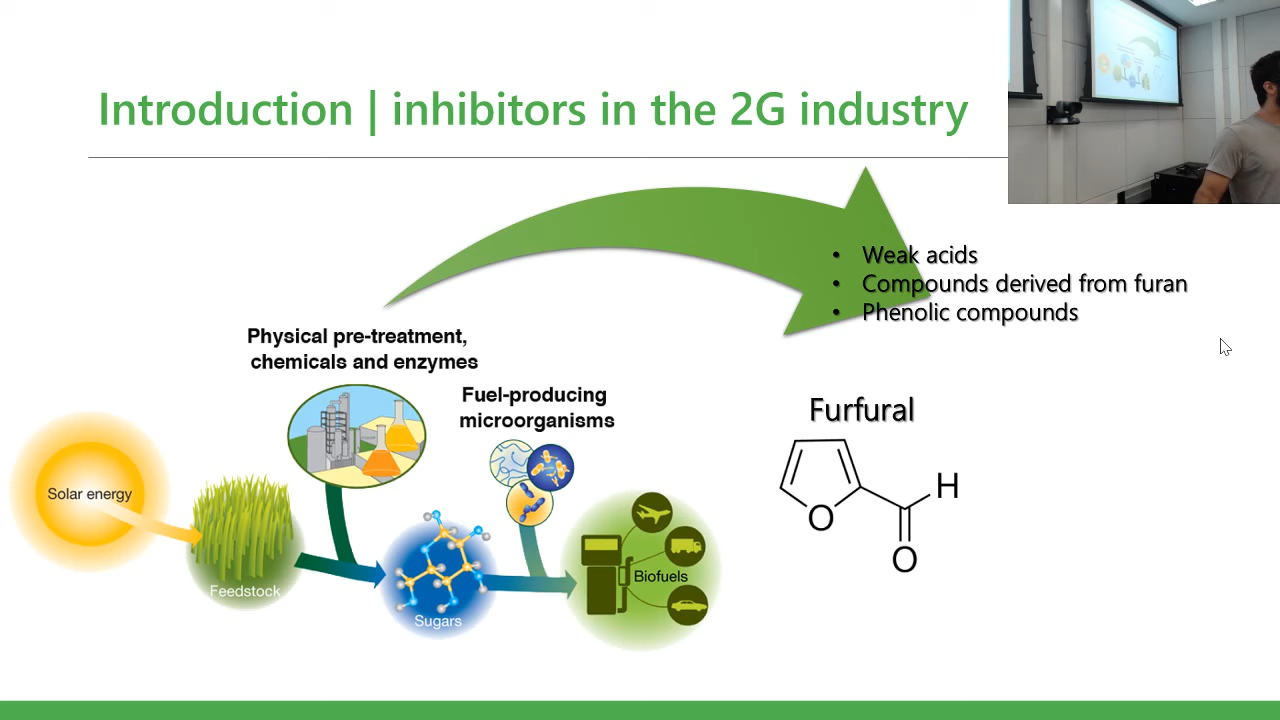 Introduction | inhibitors in the 2G industry
• Weak acids
• Compounds derived from furan
• Phenolic compounds
Physical pre-treatment,
chemicals and enzymes
Fuel-producing
microorganisms
Furfural
Solar energy
Feedstock
Sugars
Biofuels
H
O
O